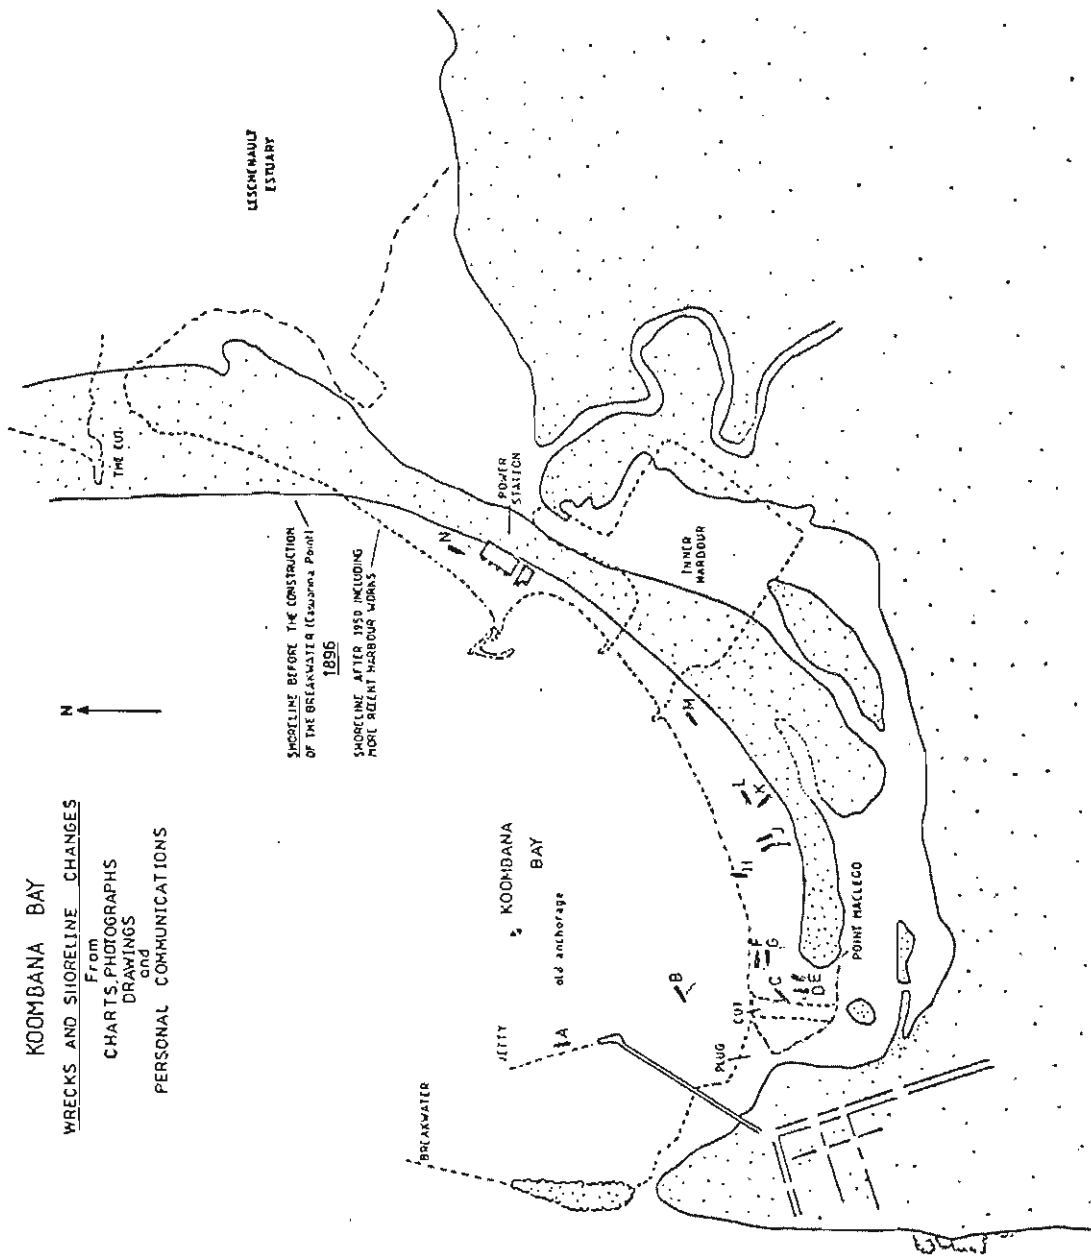 KOOMBANA BAY
WRECKS AND SHORELINE CHANGES
From
CHARTS, PHOTOGRAPHS
DRAWINGS
and
PERSONAL COMMUNICATIONS
N
SHORELINE BEFORE THE CONSTRUCTION
OF THE BREAKWATER (Casuarina Point)
1896
SHORELINE AFTER 1950 INCLUDING
MORE RECENT HARBOUR WORKS
LESCHENAULT
ESTUARY
THE CUT
POWER
STATION
N
INNER
HARBOUR
M
L
K
J
H
KOOMBANA
BAY
old anchorage
B
F
G
C
D E
POINT MACLEOD
CUT
PLUG
JETTY
A
BREAKWATER